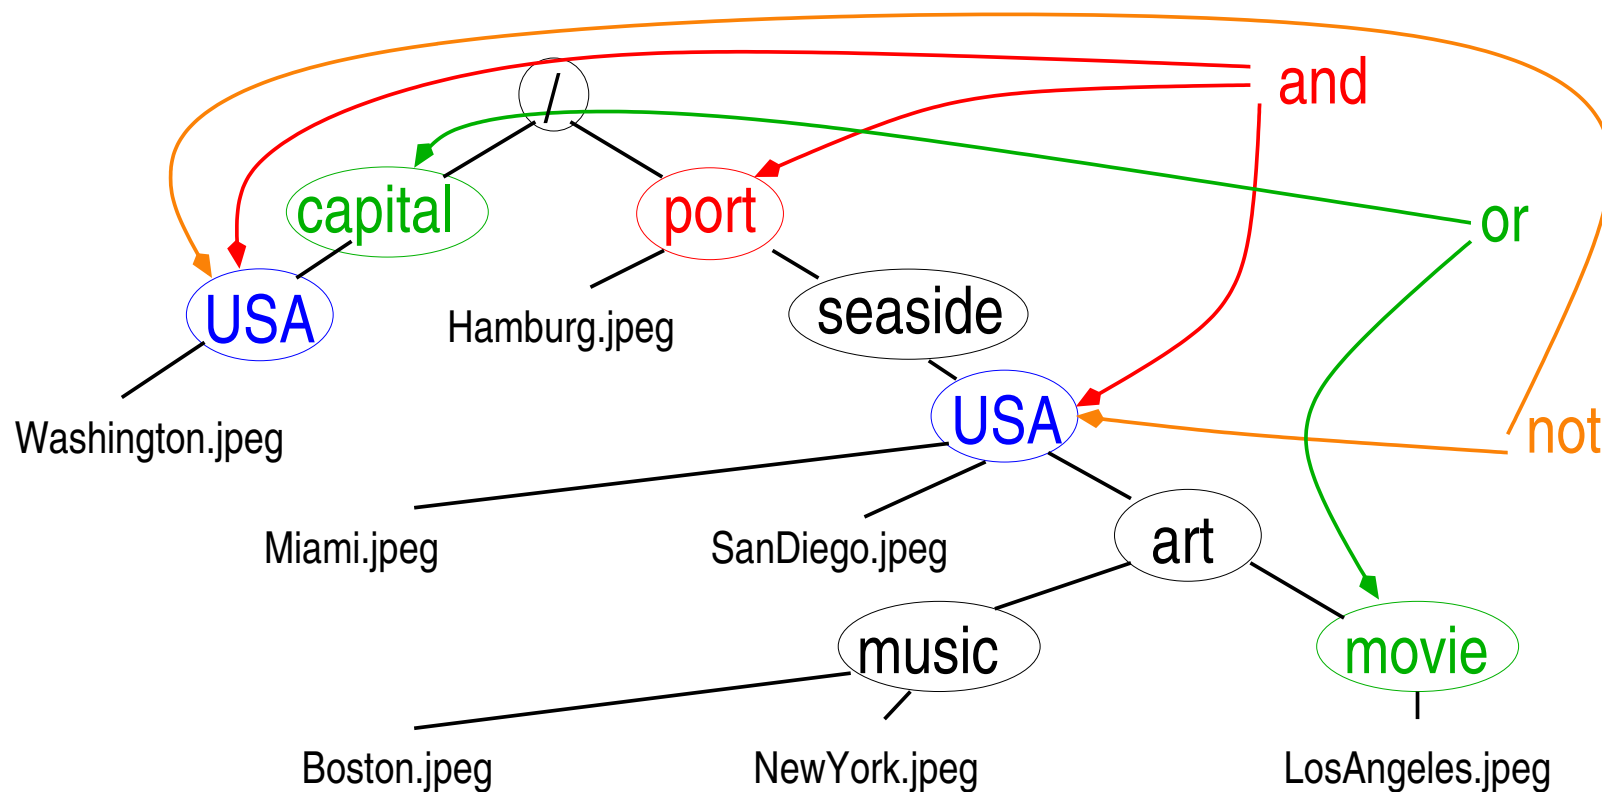 /
and
capital
port
or
USA
Hamburg.jpeg
seaside
Washington.jpeg
USA
not
Miami.jpeg
SanDiego.jpeg
art
music
movie
Boston.jpeg
NewYork.jpeg
LosAngeles.jpeg